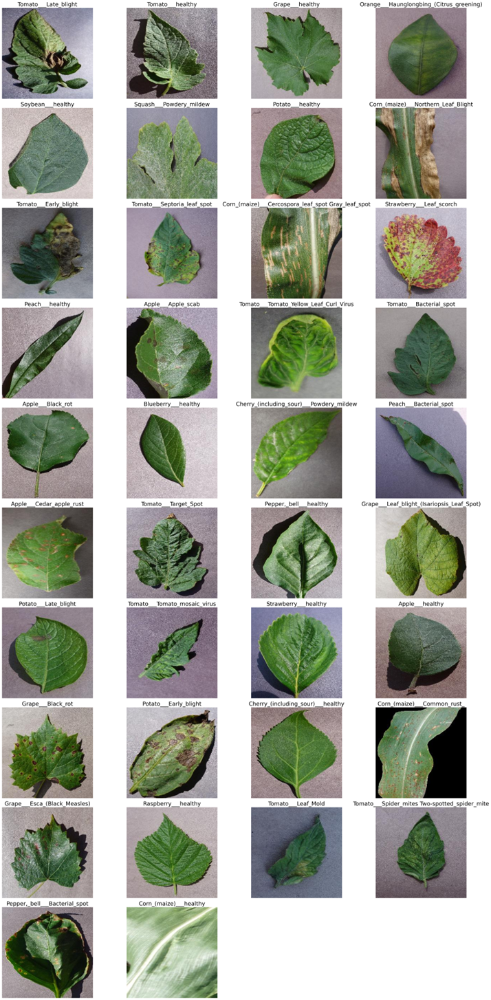 Tomato___Late_blight
Tomato___healthy
Grape___healthy
Orange___Haunglongbing_(Citrus_greening)
Soybean___healthy
Squash___Powdery_mildew
Potato___healthy
Corn_(maize)___Northern_Leaf_Blight
Tomato___Early_blight
Tomato___Septoria_leaf_spot
Corn_(maize)___Cercospora_leaf_spot Gray_leaf_spot
Strawberry___Leaf_scorch
Peach___healthy
Apple___Apple_scab
Tomato___Tomato_Yellow_Leaf_Curl_Virus
Tomato___Bacterial_spot
Apple___Black_rot
Blueberry___healthy
Cherry_(including_sour)___Powdery_mildew
Peach___Bacterial_spot
Apple___Cedar_apple_rust
Tomato___Target_Spot
Pepper,_bell___healthy
Grape___Leaf_blight_(Isariopsis_Leaf_Spot)
Potato___Late_blight
Tomato___Tomato_mosaic_virus
Strawberry___healthy
Apple___healthy
Grape___Black_rot
Potato___Early_blight
Cherry_(including_sour)___healthy
Corn_(maize)___Common_rust_
Grape___Esca_(Black_Measles)
Raspberry___healthy
Tomato___Leaf_Mold
Tomato___Spider_mites Two-spotted_spider_mite
Pepper,_bell___Bacterial_spot
Corn_(maize)___healthy